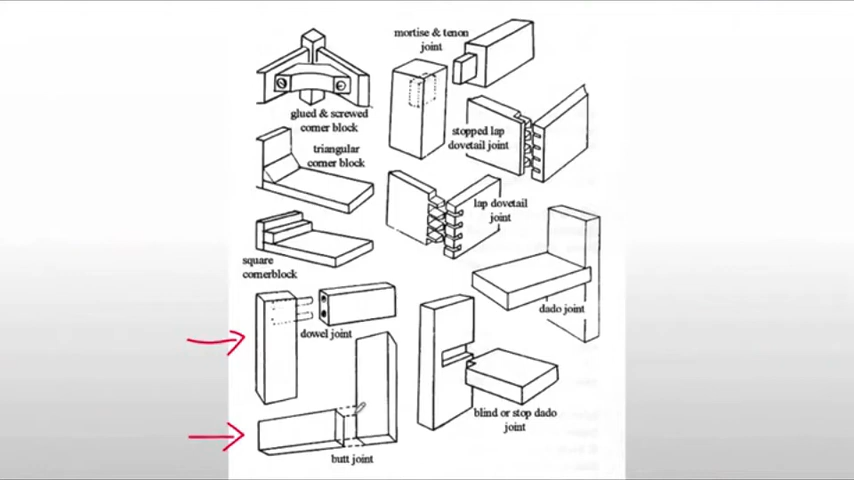 mortise & tenon
joint
glued & screwed
corner block
stopped lap
dovetail joint
triangular
corner block
lap dovetail
joint
square
cornerblock
dado joint
dowel joint
blind or stop dado
joint
butt joint